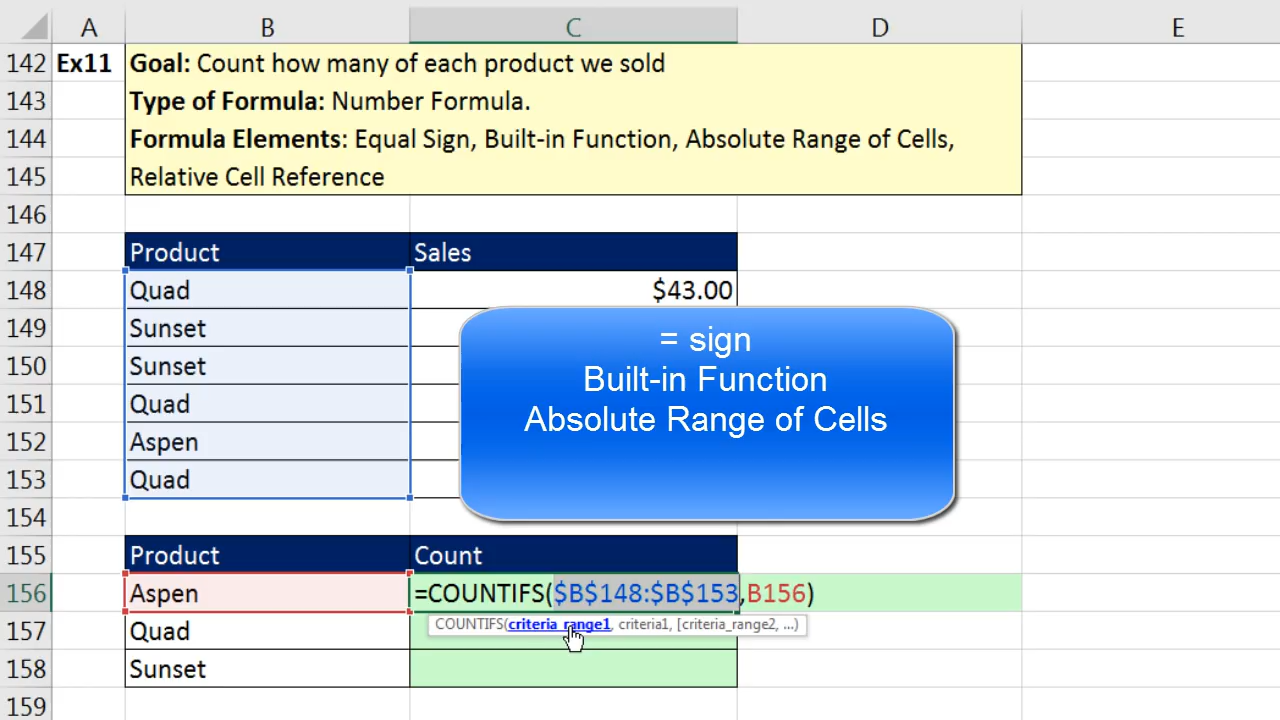 A B C D E
142 Ex11 Goal: Count how many of each product we sold
143 Type of Formula: Number Formula.
144 Formula Elements: Equal Sign, Built-in Function, Absolute Range of Cells,
145 Relative Cell Reference
146
147 Product Sales
148 Quad $43.00
149 Sunset
150 Sunset
151 Quad
152 Aspen
153 Quad
= sign
Built-in Function
Absolute Range of Cells
154
155 Product Count
156 Aspen =COUNTIFS($B$148:$B$153,B156)
COUNTIFS(criteria_range1, criteria1, [criteria_range2, ...)
157 Quad
158 Sunset
159